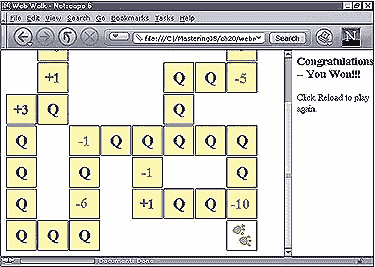 Web Walk - Netscape 6
File Edit View Search Go Bookmarks Tasks Help
file:///C|/MasteringJS/ch20/webw Search N
+1 Q Q -5
+3 Q Q
Q -1 Q Q Q Q Q
Q Q -1 Q
Q -6 +1 Q Q -10
Q Q Q
Congratulations
-- You Won!!!
Click Reload to play
again.
Document: Done